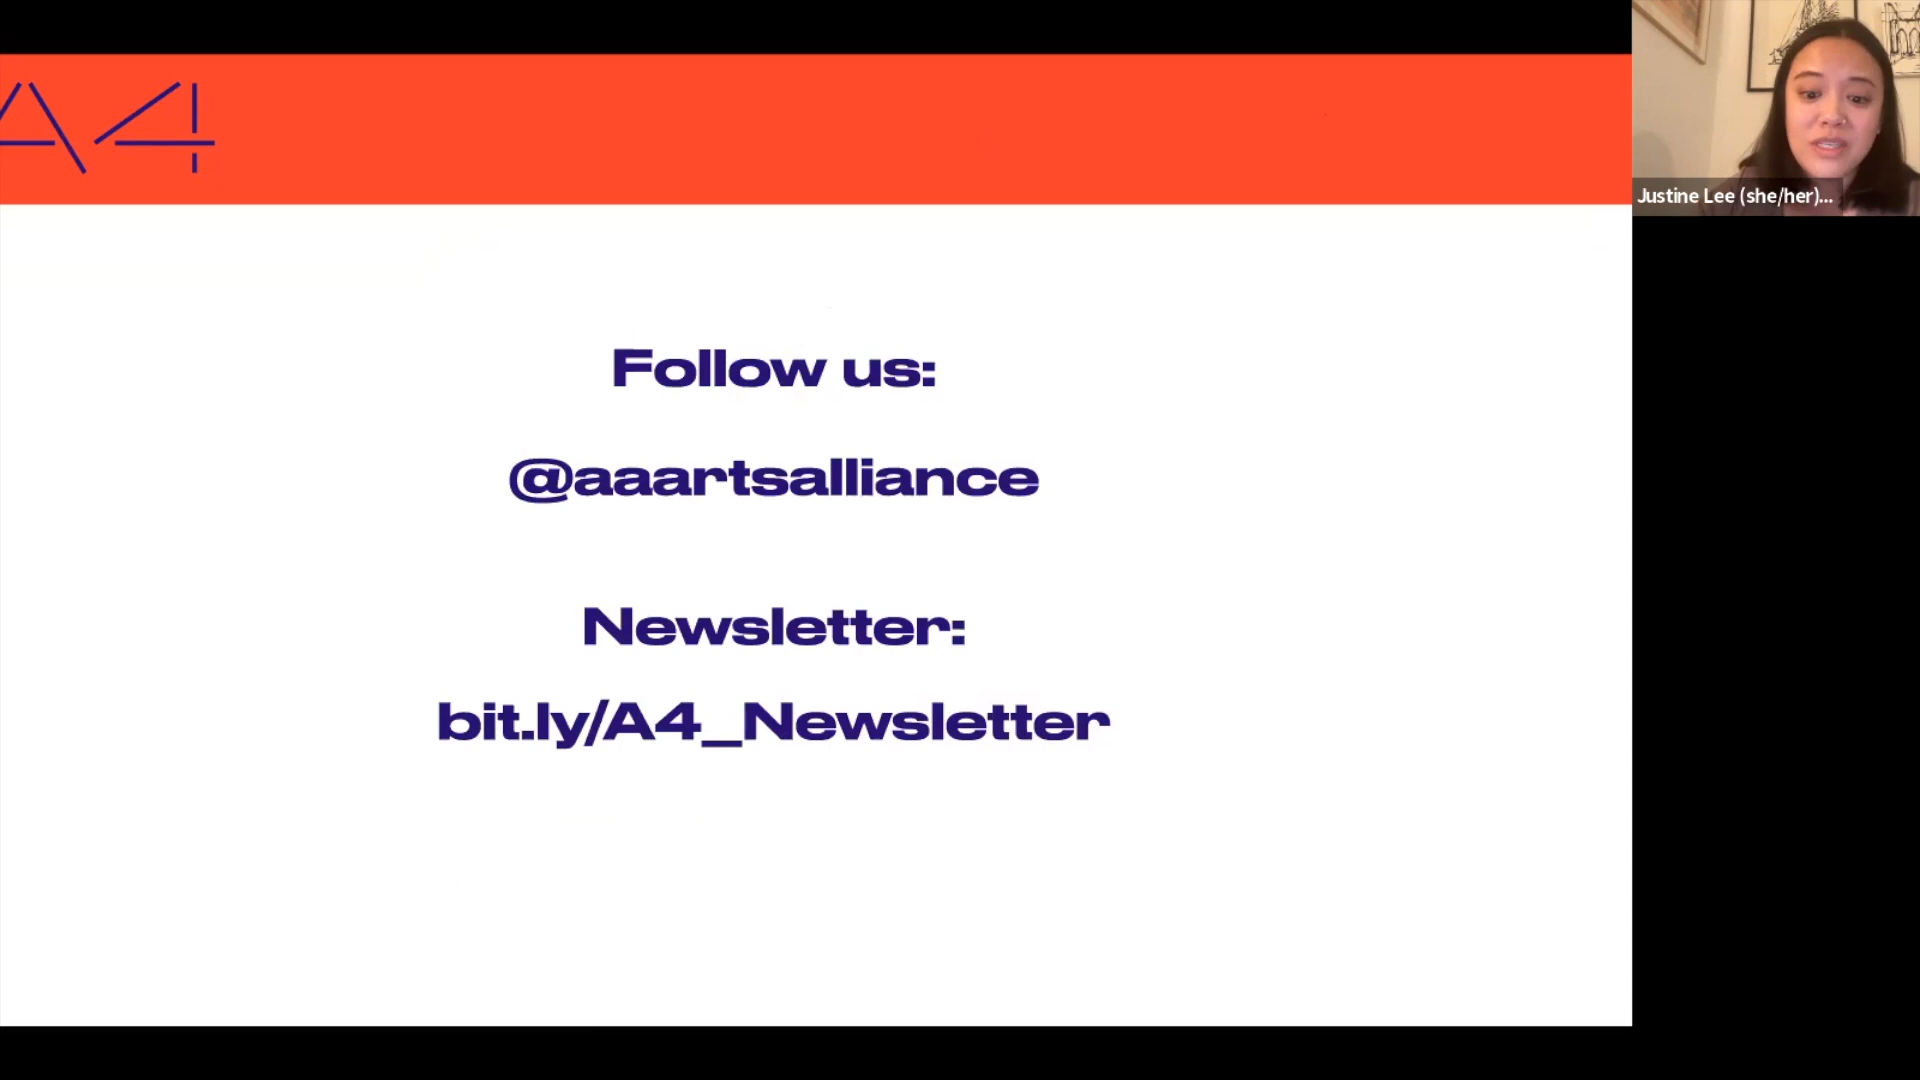 A4
Follow us:
@aaartsalliance
Newsletter:
bit.ly/A4_Newsletter
Justine Lee (she/her)...